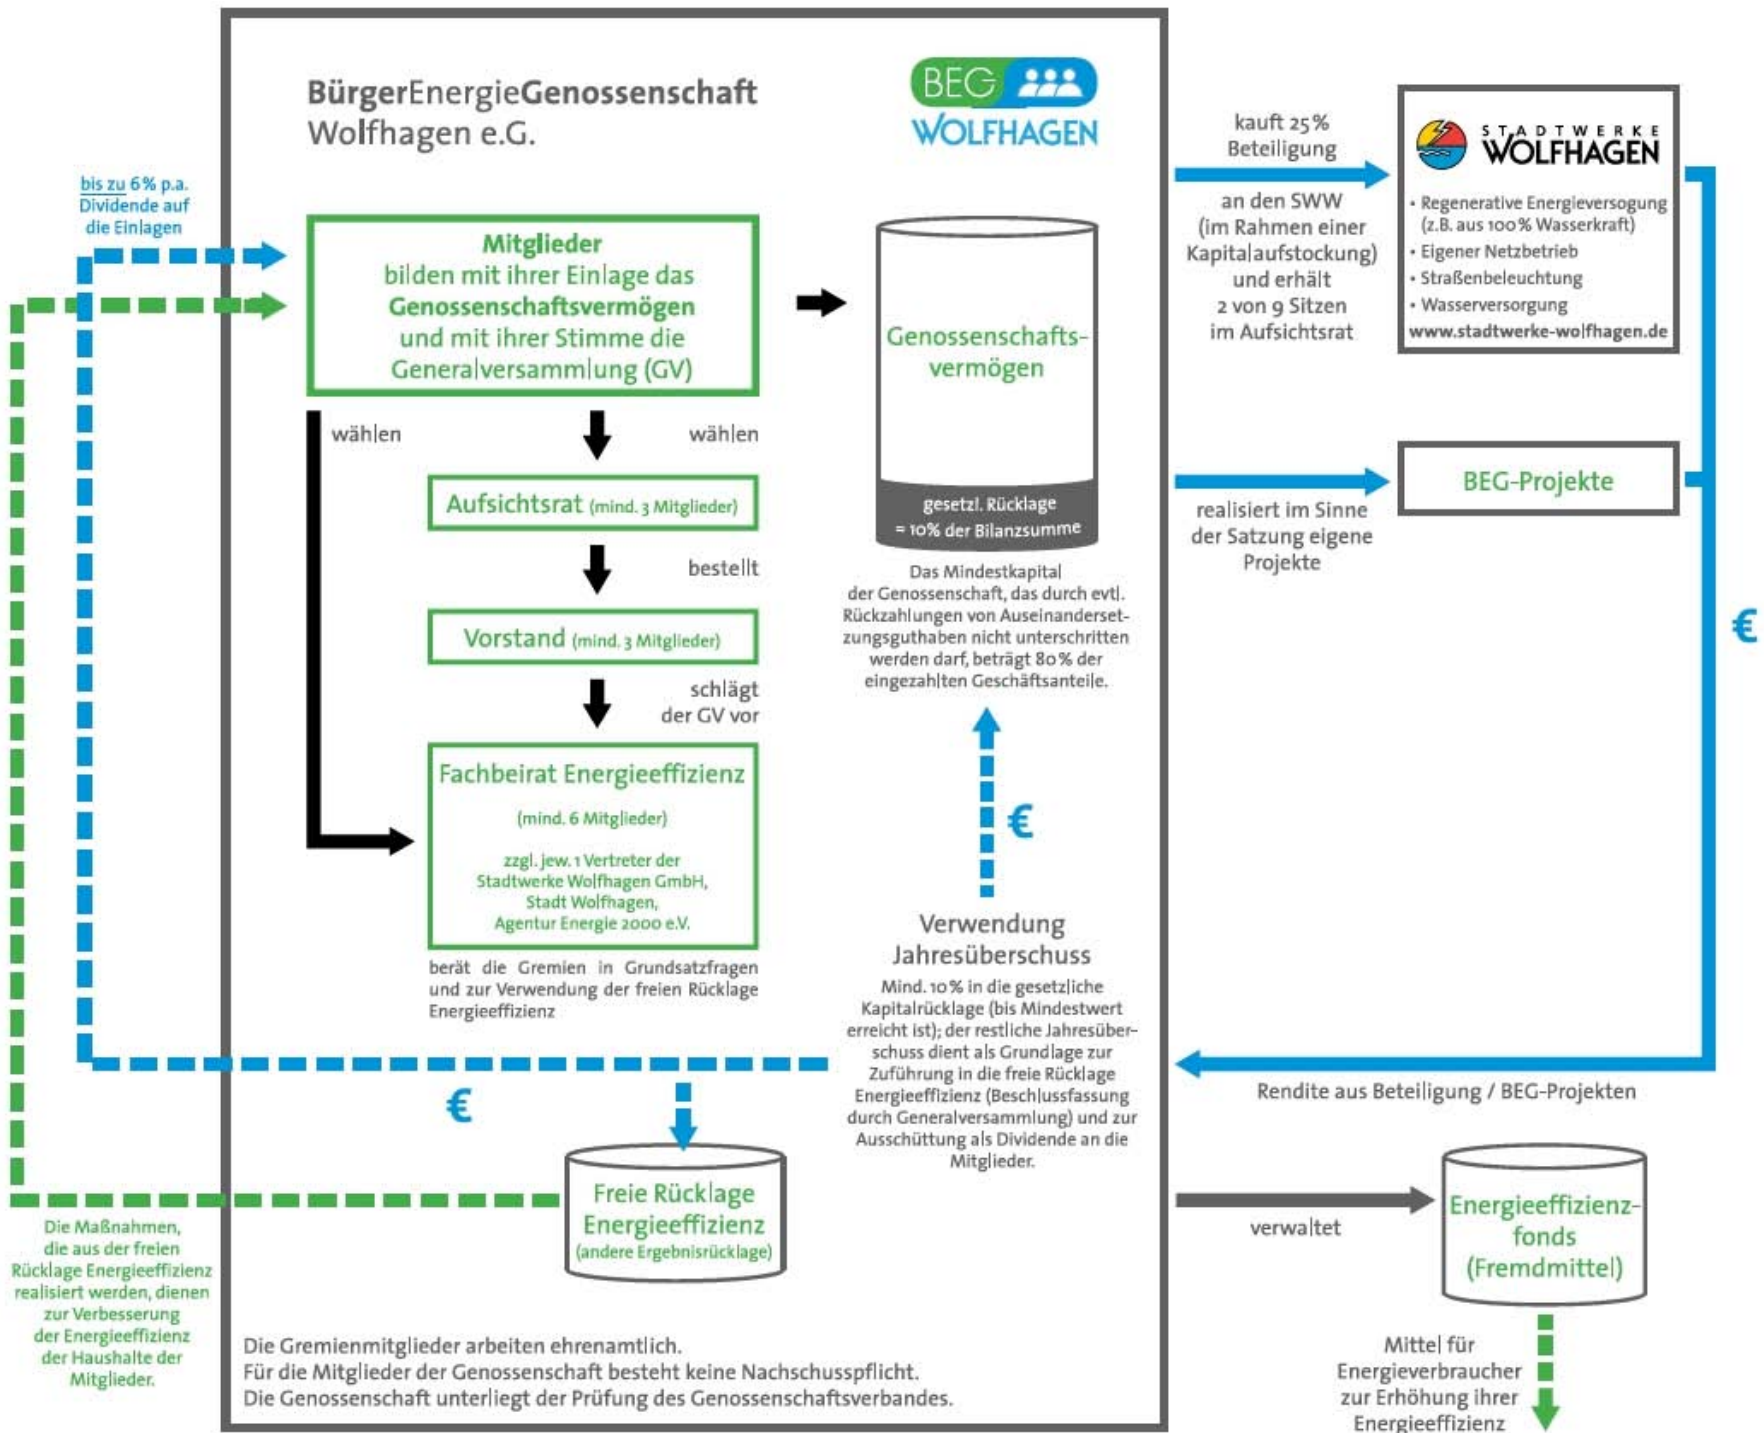 BürgerEnergieGenossenschaft
Wolfhagen e.G.
BEG
WOLFHAGEN
bis zu 6% p.a.
Dividende auf
die Einlagen
Mitglieder
bilden mit ihrer Einlage das
Genossenschaftsvermögen
und mit ihrer Stimme die
Generalversammlung (GV)
wählen
wählen
Aufsichtsrat (mind. 3 Mitglieder)
bestellt
Vorstand (mind. 3 Mitglieder)
schlägt
der GV vor
Fachbeirat Energieeffizienz
(mind. 6 Mitglieder)
zzgl. jew. 1 Vertreter der
Stadtwerke Wolfhagen GmbH,
Stadt Wolfhagen,
Agentur Energie 2000 e.V.
berät die Gremien in Grundsatzfragen
und zur Verwendung der freien Rücklage
Energieeffizienz
Genossenschafts-
vermögen
gesetzl. Rücklage
= 10% der Bilanzsumme
Das Mindestkapital
der Genossenschaft, das durch evtl.
Rückzahlungen von Auseinanderset-
zungsguthaben nicht unterschritten
werden darf, beträgt 80% der
eingezahlten Geschäftsanteile.
€
Verwendung
Jahresüberschuss
Mind. 10% in die gesetzliche
Kapitalrücklage (bis Mindestwert
erreicht ist); der restliche Jahresüber-
schuss dient als Grundlage zur
Zuführung in die freie Rücklage
Energieeffizienz (Beschlussfassung
durch Generalversammlung) und zur
Ausschüttung als Dividende an die
Mitglieder.
€
Freie Rücklage
Energieeffizienz
(andere Ergebnisrücklage)
Die Maßnahmen,
die aus der freien
Rücklage Energieeffizienz
realisiert werden, dienen
zur Verbesserung
der Energieeffizienz
der Haushalte der
Mitglieder.
Die Gremienmitglieder arbeiten ehrenamtlich.
Für die Mitglieder der Genossenschaft besteht keine Nachschusspflicht.
Die Genossenschaft unterliegt der Prüfung des Genossenschaftsverbandes.
kauft 25%
Beteiligung
an den SWW
(im Rahmen einer
Kapitalaufstockung)
und erhält
2 von 9 Sitzen
im Aufsichtsrat
STADTWERKE
WOLFHAGEN
• Regenerative Energieversogung
(z.B. aus 100% Wasserkraft)
• Eigener Netzbetrieb
• Straßenbeleuchtung
• Wasserversorgung
www.stadtwerke-wolfhagen.de
realisiert im Sinne
der Satzung eigene
Projekte
BEG-Projekte
€
Rendite aus Beteiligung / BEG-Projekten
verwaltet
Energieeffizienz-
fonds
(Fremdmittel)
Mittel für
Energieverbraucher
zur Erhöhung ihrer
Energieeffizienz